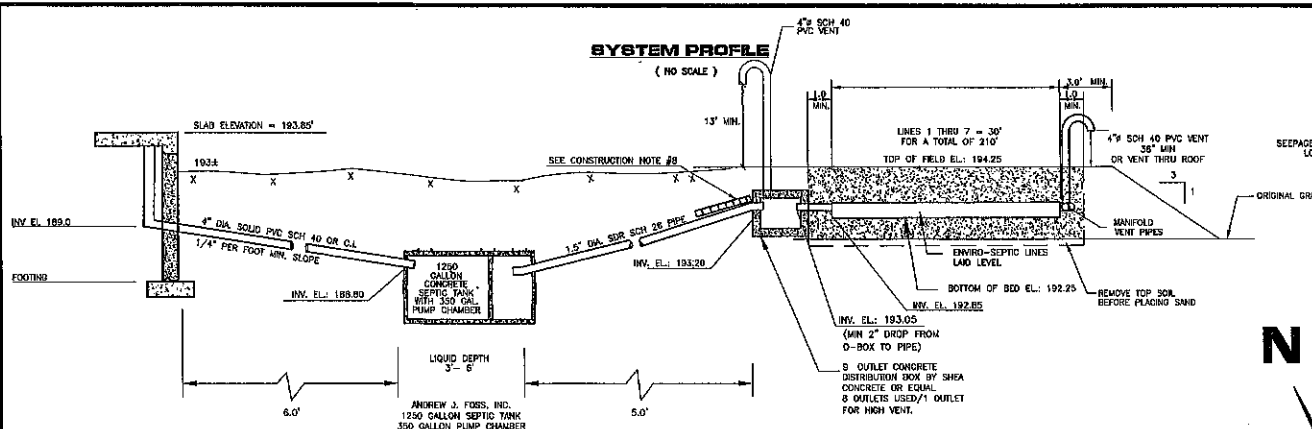 SYSTEM PROFILE
( NO SCALE )
4"ø SCH 40
PVC VENT
13' MIN.
1.0
MIN.
3.0' MIN.
1.0
MIN.
SLAB ELEVATION = 193.85'
193±
SEE CONSTRUCTION NOTE #8
LINES 1 THRU 7 = 30'
FOR A TOTAL OF 210'
TOP OF FIELD EL.: 194.25
4"ø SCH 40 PVC VENT
36" MIN
OR VENT THRU ROOF
SEEPAGE
3
1
ORIGINAL GR
INV EL 189.0
4" DIA. SOLID PVC SCH 40 OR C.I.
1/4" PER FOOT MIN. SLOPE
1.5" DIA. SDR SCH 26 PIPE
MANIFOLD
VENT PIPES
ENVIRO-SEPTIC LINES
LAID LEVEL
FOOTING
INV. EL.: 188.80
1250
GALLON
CONCRETE
SEPTIC TANK
WITH 350 GAL
PUMP CHAMBER
INV. EL.: 193.20
BOTTOM OF BED EL.: 192.25
REMOVE TOP SOIL
BEFORE PLACING SAND
INV. EL. 192.85
INV. EL.: 193.05
(MIN 2" DROP FROM
D-BOX TO PIPE)
LIQUID DEPTH
3'- 6'
9 OUTLET CONCRETE
DISTRIBUTION BOX BY SHEA
CONCRETE OR EQUAL
8 OUTLETS USED/1 OUTLET
FOR HIGH VENT.
6.0'
5.0'
ANDREW J. FOSS, INC.
1250 GALLON SEPTIC TANK
350 GALLON PUMP CHAMBER
N